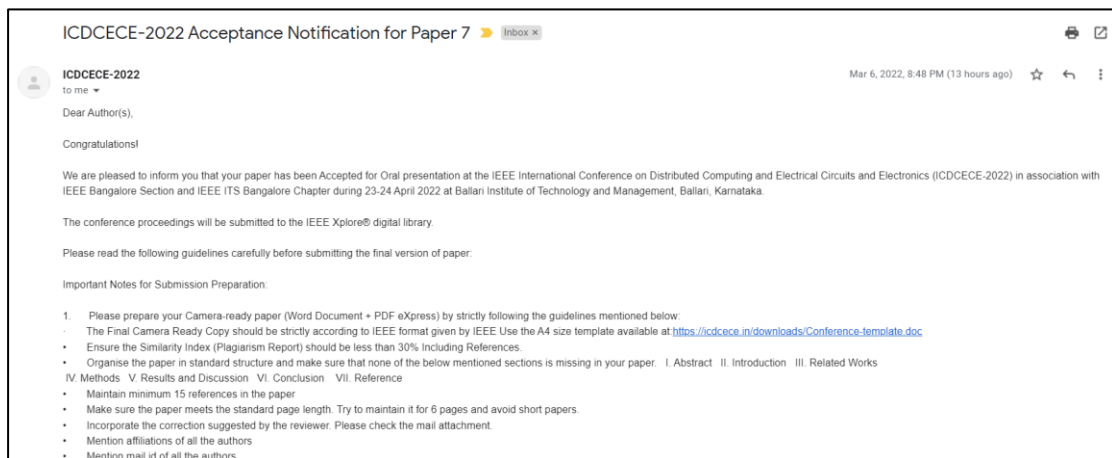 ICDCECE-2022 Acceptance Notification for Paper 7 Inbox ×
ICDCECE-2022 Mar 6, 2022, 8:48 PM (13 hours ago)
to me
Dear Author(s),
Congratulations!
We are pleased to inform you that your paper has been Accepted for Oral presentation at the IEEE International Conference on Distributed Computing and Electrical Circuits and Electronics (ICDCECE-2022) in association with
IEEE Bangalore Section and IEEE ITS Bangalore Chapter during 23-24 April 2022 at Ballari Institute of Technology and Management, Ballari, Karnataka.
The conference proceedings will be submitted to the IEEE Xplore® digital library.
Please read the following guidelines carefully before submitting the final version of paper:
Important Notes for Submission Preparation:
1. Please prepare your Camera-ready paper (Word Document + PDF eXpress) by strictly following the guidelines mentioned below:
· The Final Camera Ready Copy should be strictly according to IEEE format given by IEEE Use the A4 size template available at:https://icdcece.in/downloads/Conference-template.doc
• Ensure the Similarity Index (Plagiarism Report) should be less than 30% Including References.
• Organise the paper in standard structure and make sure that none of the below mentioned sections is missing in your paper. I. Abstract II. Introduction III. Related Works
IV. Methods V. Results and Discussion VI. Conclusion VII. Reference
• Maintain minimum 15 references in the paper
• Make sure the paper meets the standard page length. Try to maintain it for 6 pages and avoid short papers.
• Incorporate the correction suggested by the reviewer. Please check the mail attachment.
• Mention affiliations of all the authors
• Mention mail id of all the authors